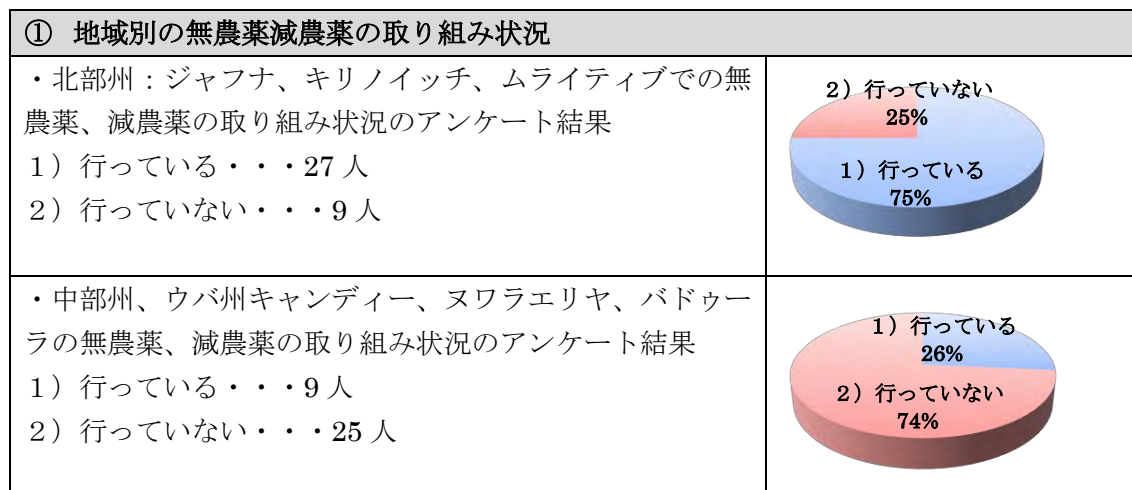 ① 地域別の無農薬減農薬の取り組み状況
・北部州：ジャフナ、キリノイッチ、ムライティブでの無
農薬、減農薬の取り組み状況のアンケート結果
１）行っている・・・27 人
２）行っていない・・・9 人
２）行っていない
25%
１）行っている
75%
・中部州、ウバ州キャンディー、ヌワラエリヤ、バドゥー
ラの無農薬、減農薬の取り組み状況のアンケート結果
１）行っている・・・9 人
２）行っていない・・・25 人
１）行っている
26%
２）行っていない
74%